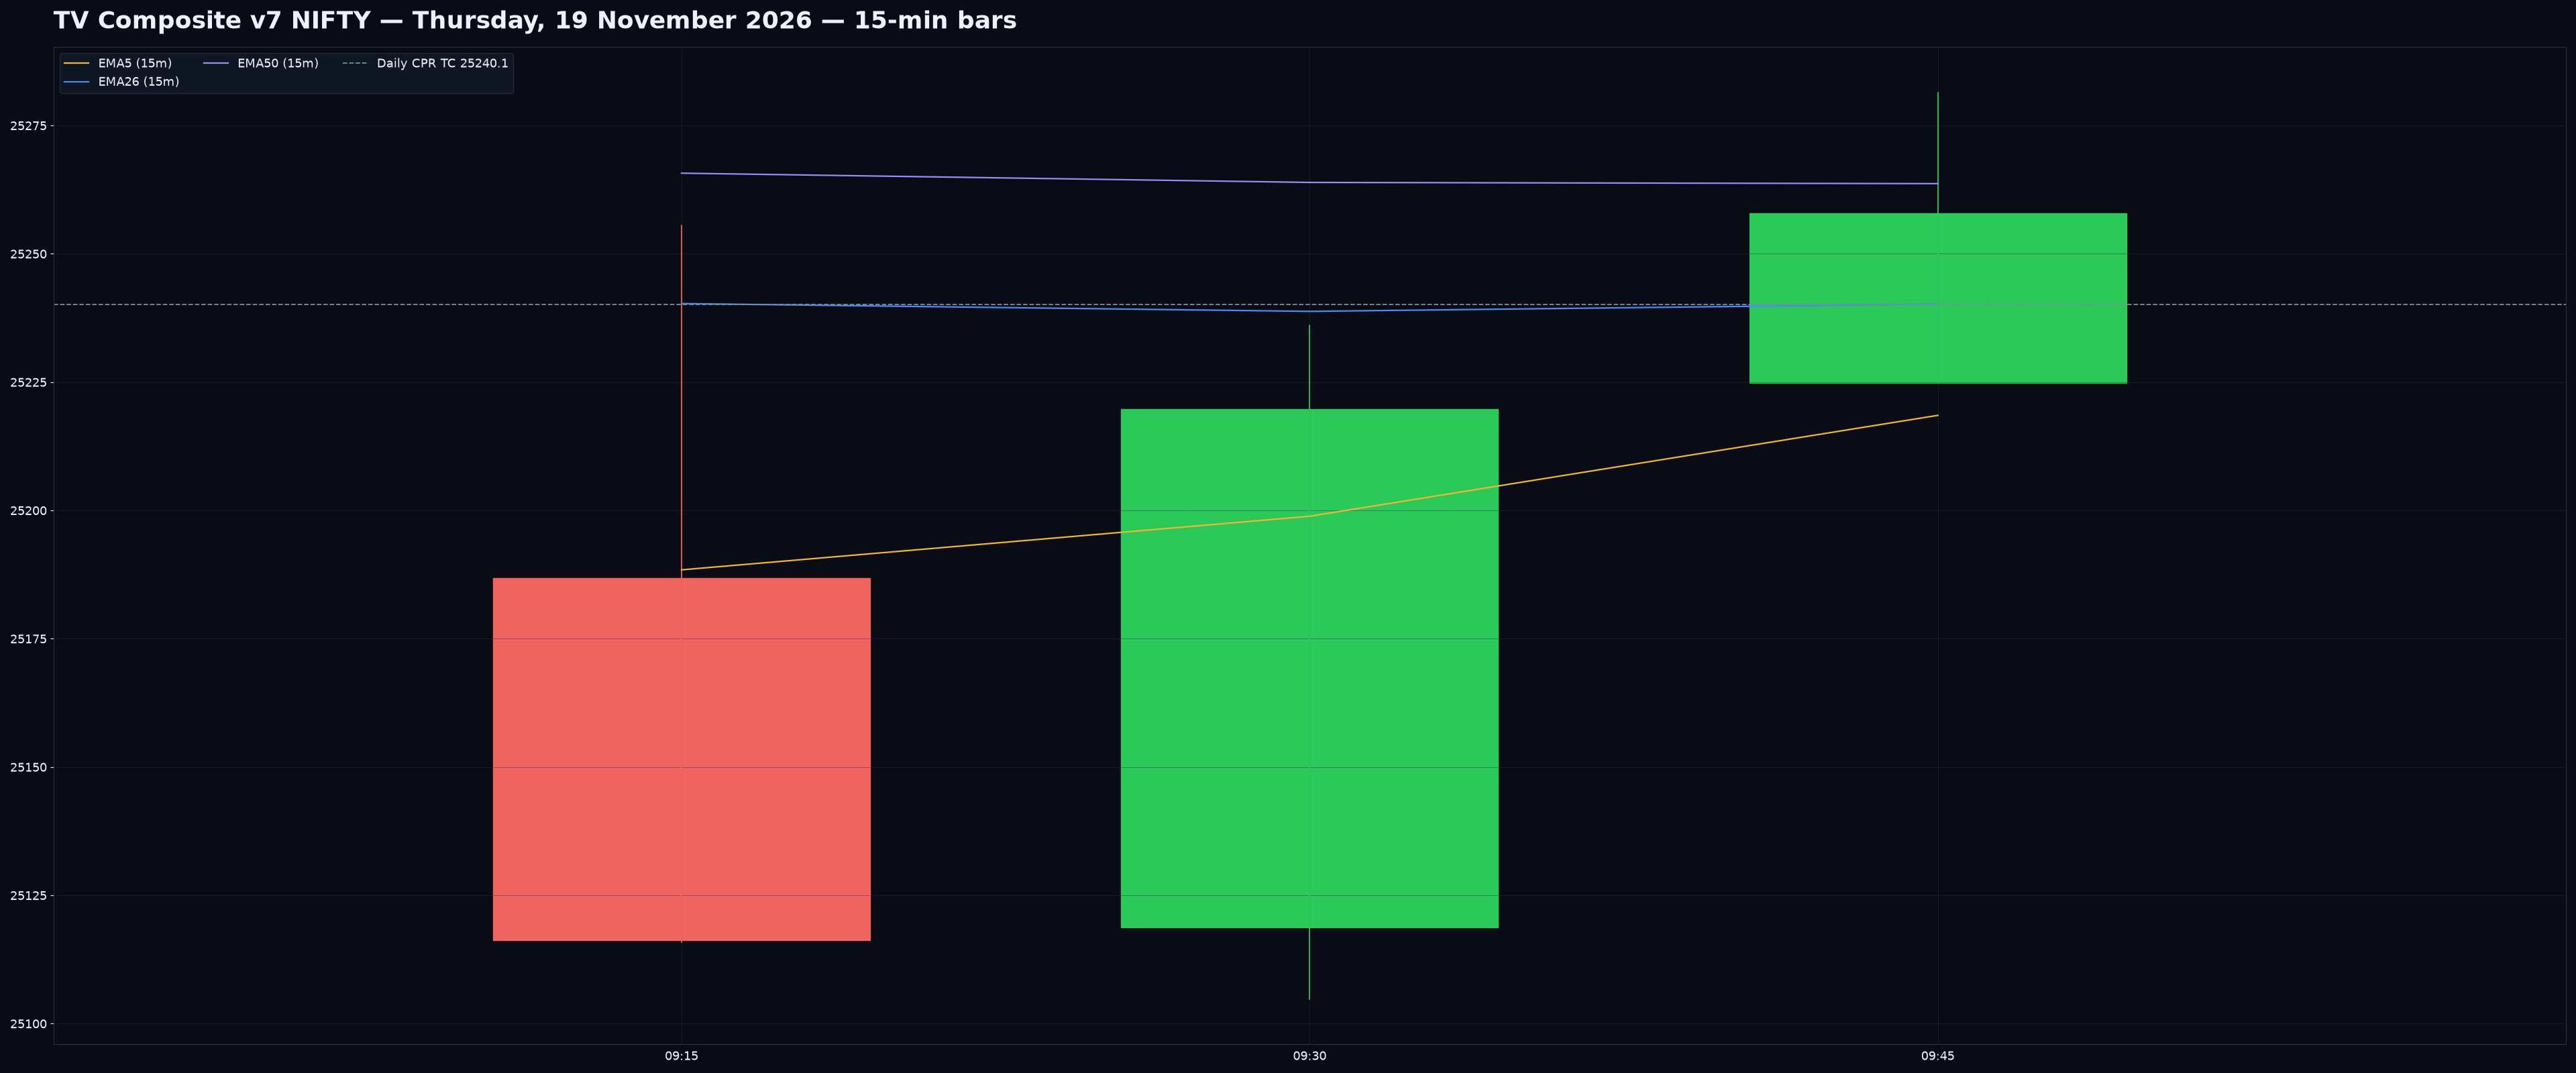 TV Composite v7 NIFTY — Thursday, 19 November 2026 — 15-min bars
EMA5 (15m)
EMA26 (15m)
EMA50 (15m)
Daily CPR TC 25240.1
25275
25250
25225
25200
25175
25150
25125
25100
09:15 09:30 09:45